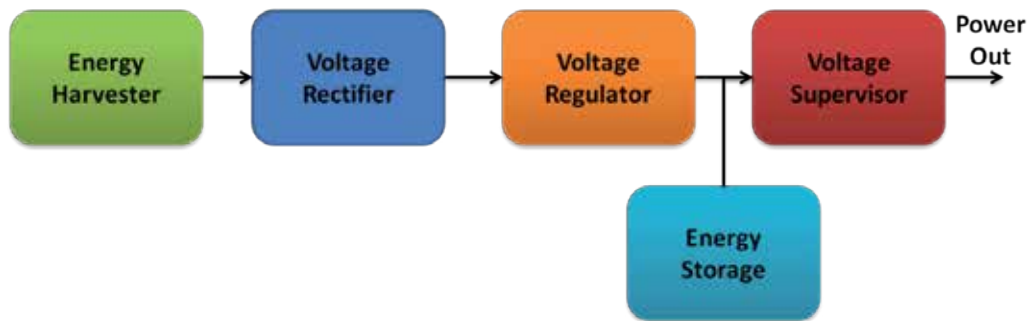 Energy
Harvester
Voltage
Rectifier
Voltage
Regulator
Voltage
Supervisor
Power
Out
Energy
Storage